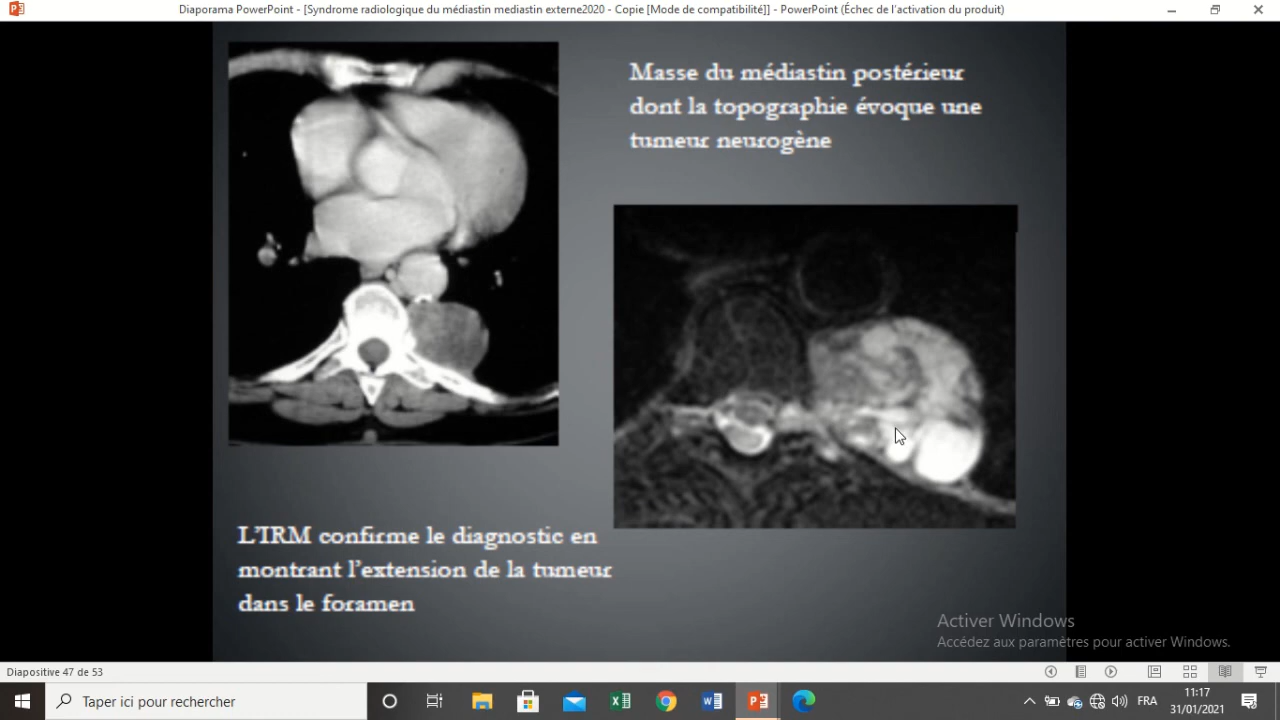 Diaporama PowerPoint - [Syndrome radiologique du médiastin mediastin externe2020 - Copie [Mode de compatibilité]] - PowerPoint (Échec de l'activation du produit)
Masse du médiastin postérieur
dont la topographie évoque une
tumeur neurogène
L'IRM confirme le diagnostic en
montrant l'extension de la tumeur
dans le foramen
Activer Windows
Accédez aux paramètres pour activer Windows.
Diapositive 47 de 53
Taper ici pour rechercher
FRA
11:17
31/01/2021